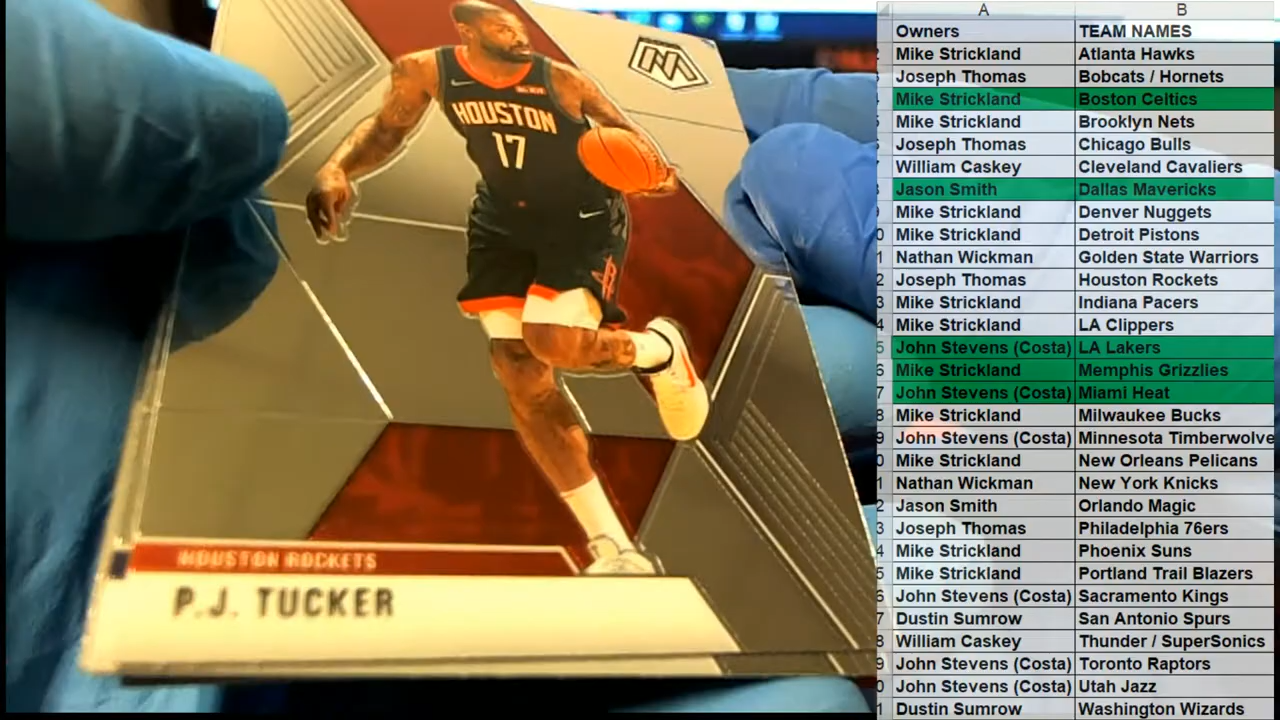 HOUSTON
17
HOUSTON ROCKETS
P.J. TUCKER
A B
Owners TEAM NAMES
Mike Strickland Atlanta Hawks
Joseph Thomas Bobcats / Hornets
Mike Strickland Boston Celtics
Mike Strickland Brooklyn Nets
Joseph Thomas Chicago Bulls
William Caskey Cleveland Cavaliers
Jason Smith Dallas Mavericks
Mike Strickland Denver Nuggets
Mike Strickland Detroit Pistons
Nathan Wickman Golden State Warriors
Joseph Thomas Houston Rockets
Mike Strickland Indiana Pacers
Mike Strickland LA Clippers
John Stevens (Costa) LA Lakers
Mike Strickland Memphis Grizzlies
John Stevens (Costa) Miami Heat
Mike Strickland Milwaukee Bucks
John Stevens (Costa) Minnesota Timberwolve
Mike Strickland New Orleans Pelicans
Nathan Wickman New York Knicks
Jason Smith Orlando Magic
Joseph Thomas Philadelphia 76ers
Mike Strickland Phoenix Suns
Mike Strickland Portland Trail Blazers
John Stevens (Costa) Sacramento Kings
Dustin Sumrow San Antonio Spurs
William Caskey Thunder / SuperSonics
John Stevens (Costa) Toronto Raptors
John Stevens (Costa) Utah Jazz
Dustin Sumrow Washington Wizards